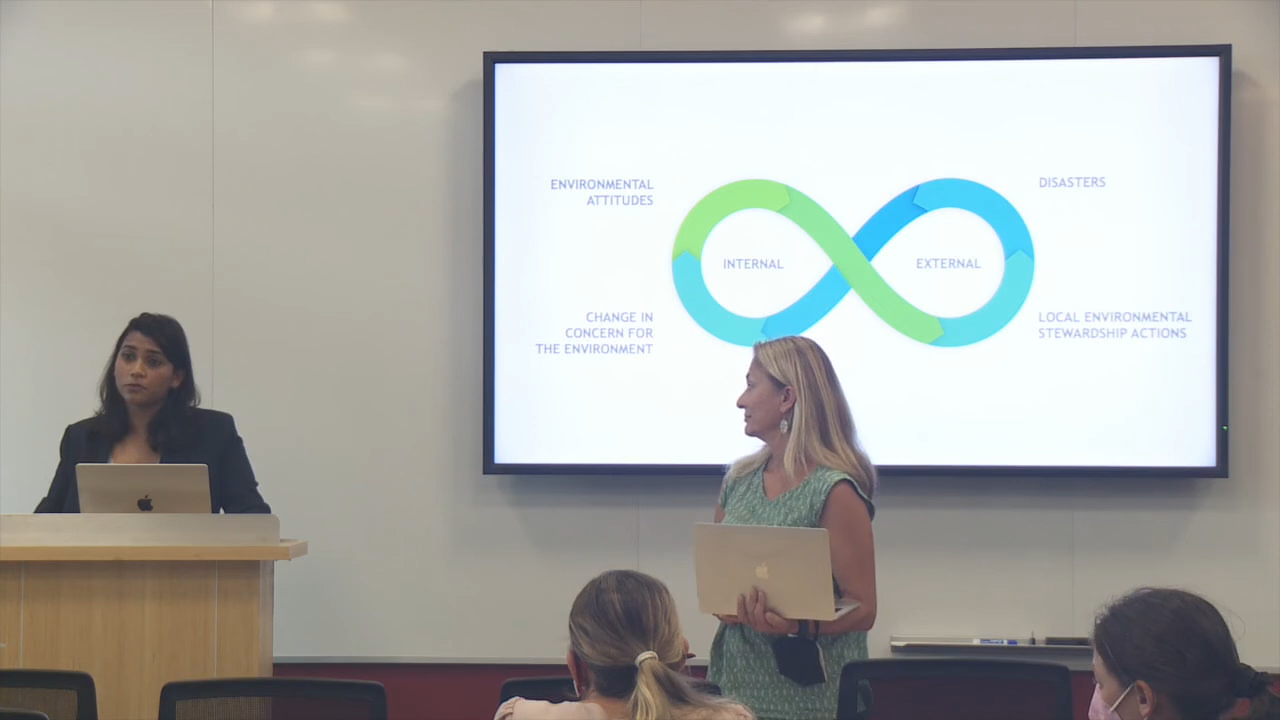 ENVIRONMENTAL
ATTITUDES
DISASTERS
INTERNAL
EXTERNAL
CHANGE IN
CONCERN FOR
THE ENVIRONMENT
LOCAL ENVIRONMENTAL
STEWARDSHIP ACTIONS